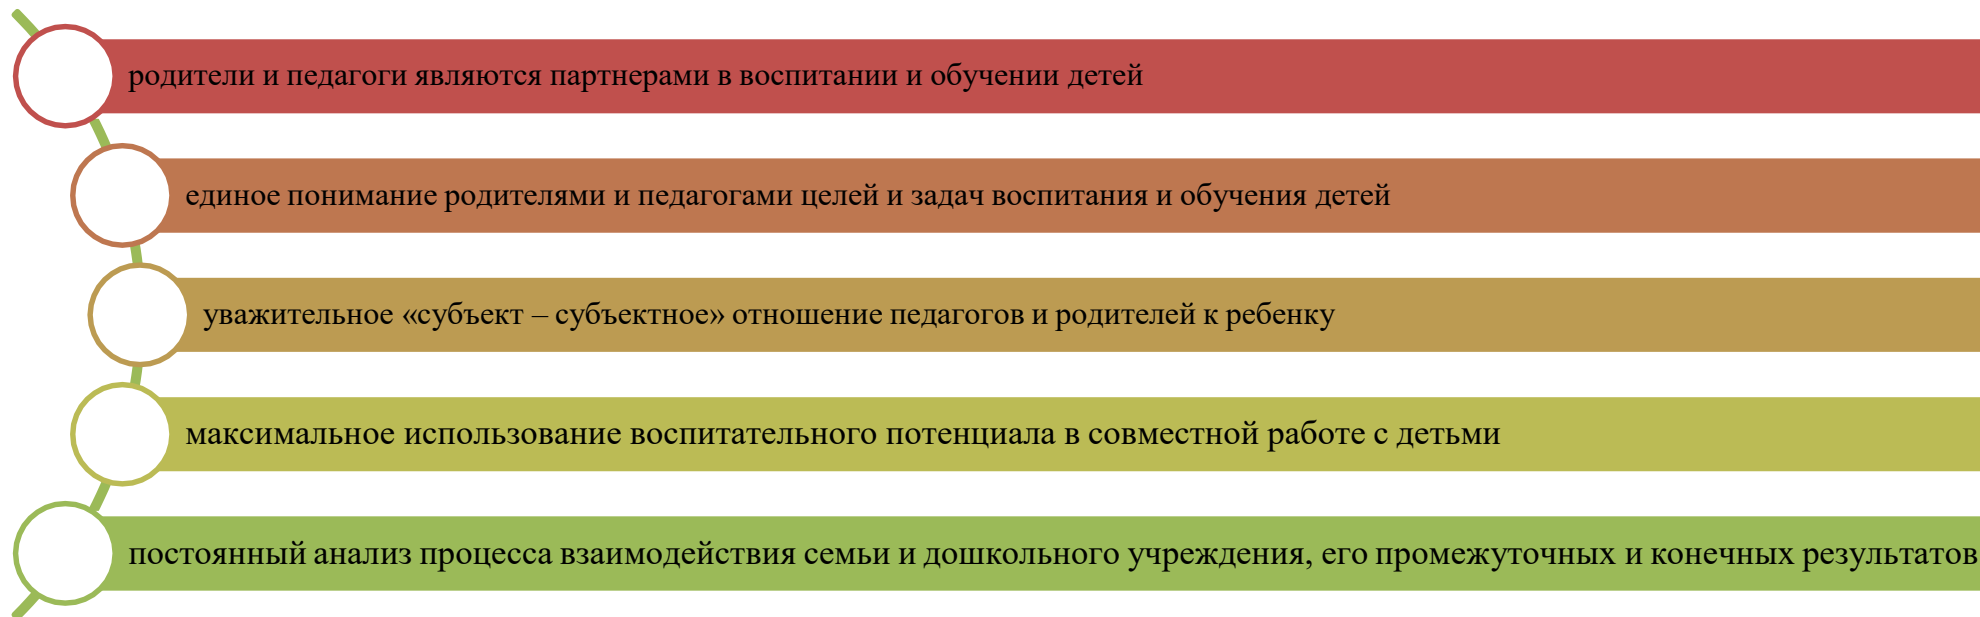 родители и педагоги являются партнерами в воспитании и обучении детей
единое понимание родителями и педагогами целей и задач воспитания и обучения детей
уважительное «субъект – субъектное» отношение педагогов и родителей к ребенку
максимальное использование воспитательного потенциала в совместной работе с детьми
постоянный анализ процесса взаимодействия семьи и дошкольного учреждения, его промежуточных и конечных результатов